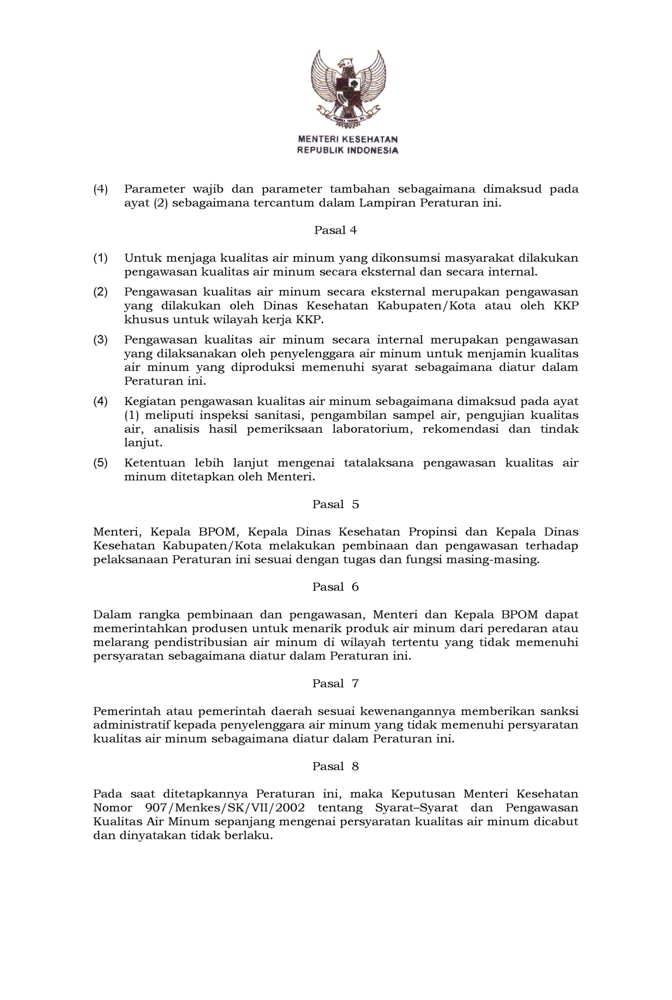 MENTERI KESEHATAN
REPUBLIK INDONESIA
(4) Parameter wajib dan parameter tambahan sebagaimana dimaksud pada
ayat (2) sebagaimana tercantum dalam Lampiran Peraturan ini.
Pasal 4
(1) Untuk menjaga kualitas air minum yang dikonsumsi masyarakat dilakukan
pengawasan kualitas air minum secara eksternal dan secara internal.
(2) Pengawasan kualitas air minum secara eksternal merupakan pengawasan
yang dilakukan oleh Dinas Kesehatan Kabupaten/Kota atau oleh KKP
khusus untuk wilayah kerja KKP.
(3) Pengawasan kualitas air minum secara internal merupakan pengawasan
yang dilaksanakan oleh penyelenggara air minum untuk menjamin kualitas
air minum yang diproduksi memenuhi syarat sebagaimana diatur dalam
Peraturan ini.
(4) Kegiatan pengawasan kualitas air minum sebagaimana dimaksud pada ayat
(1) meliputi inspeksi sanitasi, pengambilan sampel air, pengujian kualitas
air, analisis hasil pemeriksaan laboratorium, rekomendasi dan tindak
lanjut.
(5) Ketentuan lebih lanjut mengenai tatalaksana pengawasan kualitas air
minum ditetapkan oleh Menteri.
Pasal 5
Menteri, Kepala BPOM, Kepala Dinas Kesehatan Propinsi dan Kepala Dinas
Kesehatan Kabupaten/Kota melakukan pembinaan dan pengawasan terhadap
pelaksanaan Peraturan ini sesuai dengan tugas dan fungsi masing-masing.
Pasal 6
Dalam rangka pembinaan dan pengawasan, Menteri dan Kepala BPOM dapat
memerintahkan produsen untuk menarik produk air minum dari peredaran atau
melarang pendistribusian air minum di wilayah tertentu yang tidak memenuhi
persyaratan sebagaimana diatur dalam Peraturan ini.
Pasal 7
Pemerintah atau pemerintah daerah sesuai kewenangannya memberikan sanksi
administratif kepada penyelenggara air minum yang tidak memenuhi persyaratan
kualitas air minum sebagaimana diatur dalam Peraturan ini.
Pasal 8
Pada saat ditetapkannya Peraturan ini, maka Keputusan Menteri Kesehatan
Nomor 907/Menkes/SK/VII/2002 tentang Syarat–Syarat dan Pengawasan
Kualitas Air Minum sepanjang mengenai persyaratan kualitas air minum dicabut
dan dinyatakan tidak berlaku.